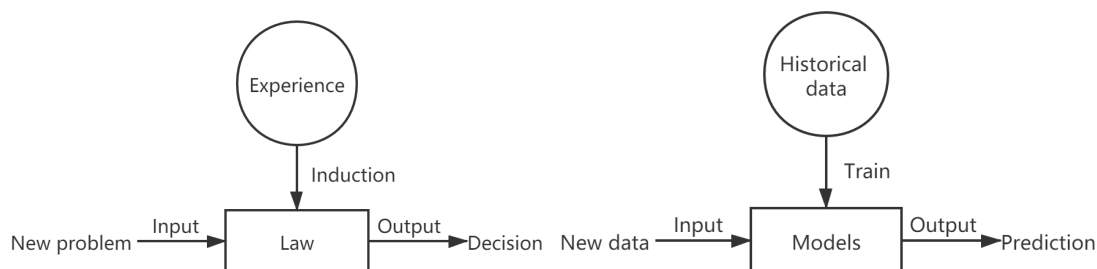 Experience
Induction
New problem
Input
Law
Output
Decision
Historical
data
Train
New data
Input
Models
Output
Prediction